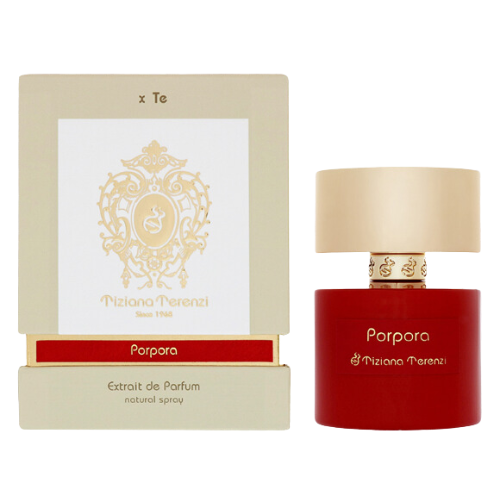 x Te
Tiziana Terenzi
Since 1968
Porpora
Extrait de Parfum
natural spray
Porpora
Tiziana Terenzi